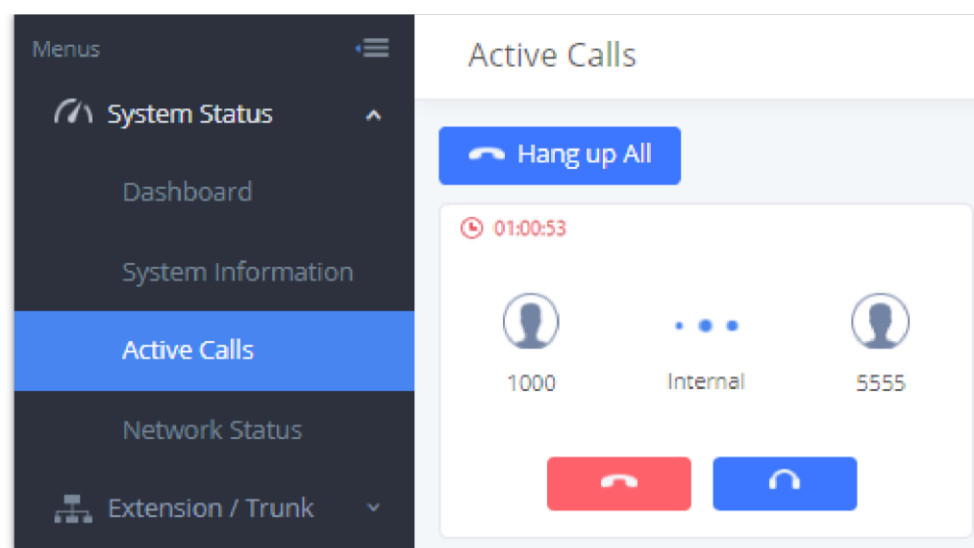 Menus
System Status
Dashboard
System Information
Active Calls
Network Status
Extension / Trunk
Active Calls
Hang up All
01:00:53
1000
Internal
5555